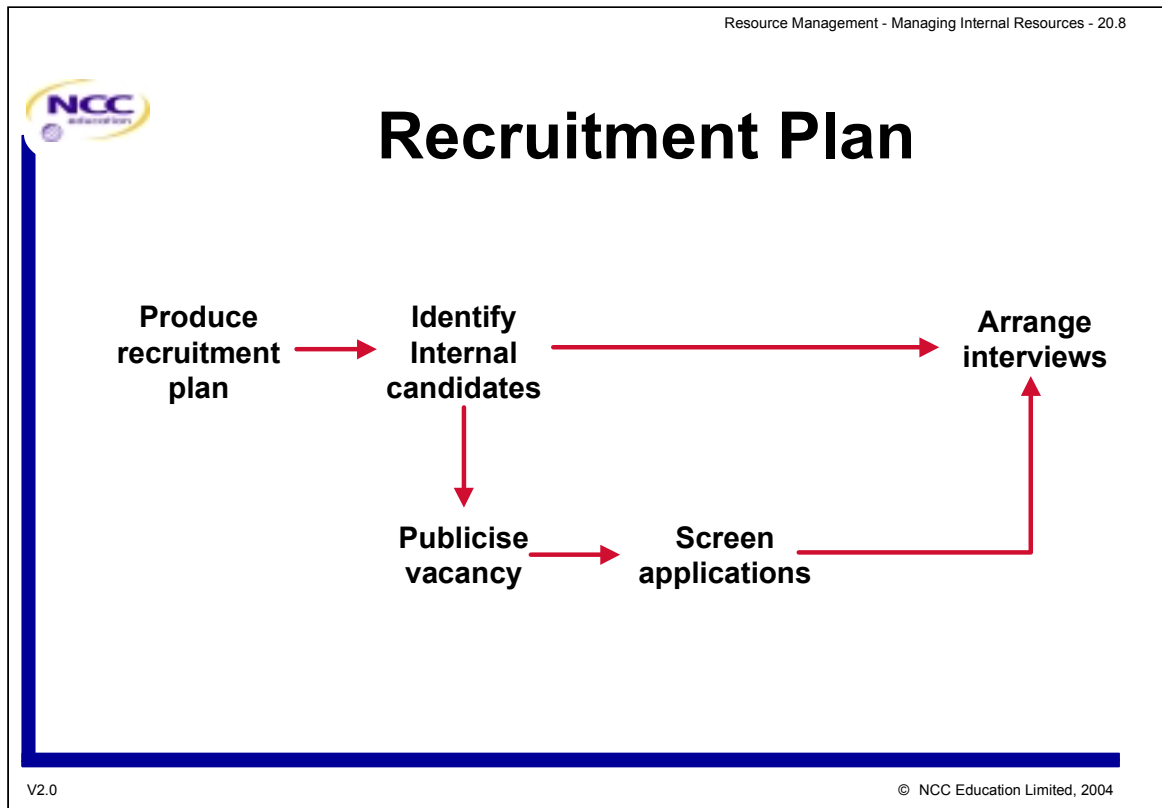 Resource Management - Managing Internal Resources - 20.8
NCC
education
Recruitment Plan
Produce
recruitment
plan
Identify
Internal
candidates
Arrange
interviews
Publicise
vacancy
Screen
applications
V2.0
© NCC Education Limited, 2004